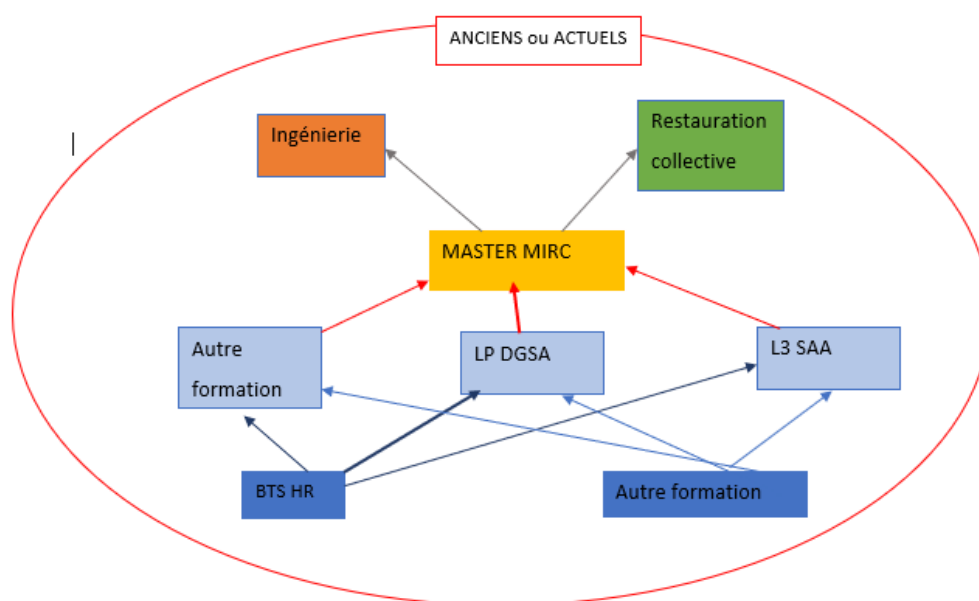 ANCIENS ou ACTUELS
Ingénierie
Restauration
collective
MASTER MIRC
Autre
formation
LP DGSA
L3 SAA
BTS HR
Autre formation